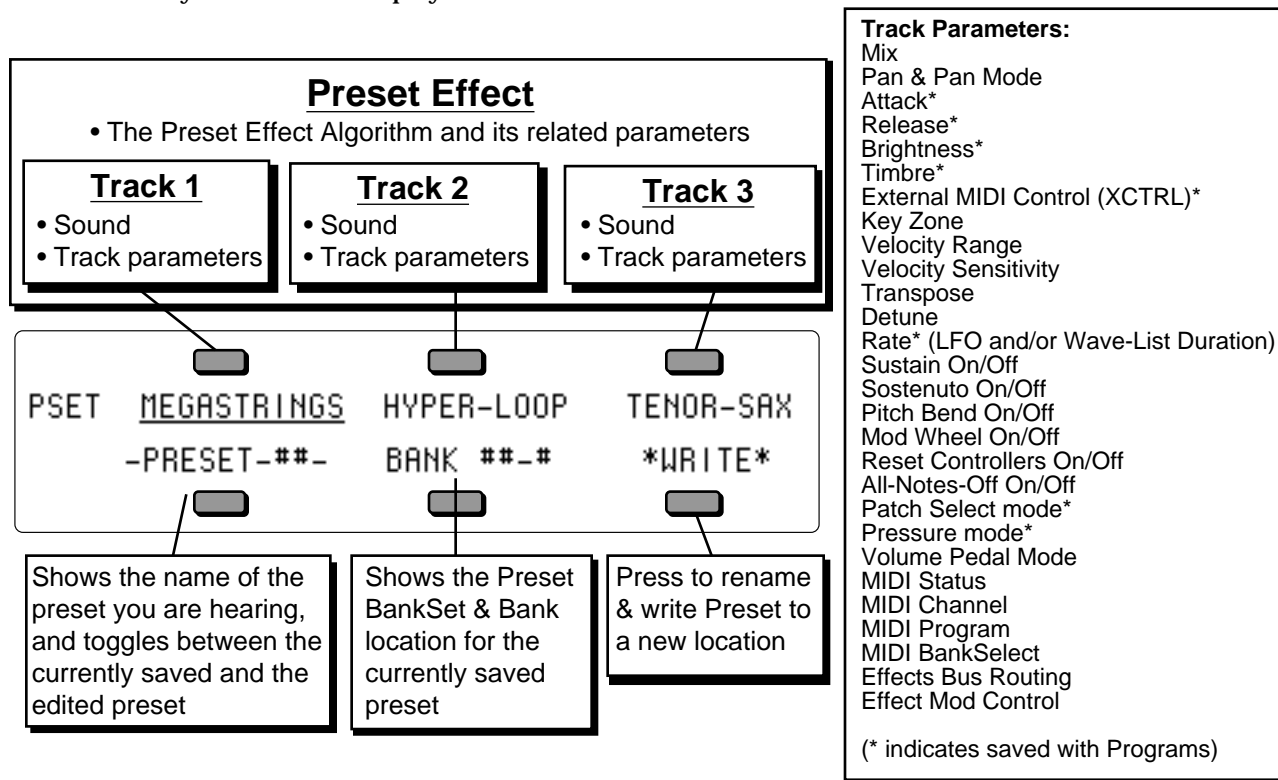 Preset Effect
• The Preset Effect Algorithm and its related parameters
Track 1
• Sound
• Track parameters
Track 2
• Sound
• Track parameters
Track 3
• Sound
• Track parameters
PSET MEGASTRINGS HYPER-LOOP TENOR-SAX
-PRESET-##- BANK ##-# *WRITE*
Shows the name of the
preset you are hearing,
and toggles between the
currently saved and the
edited preset
Shows the Preset
BankSet & Bank
location for the
currently saved
preset
Press to rename
& write Preset to
a new location
Track Parameters:
Mix
Pan & Pan Mode
Attack*
Release*
Brightness*
Timbre*
External MIDI Control (XCTRL)*
Key Zone
Velocity Range
Velocity Sensitivity
Transpose
Detune
Rate* (LFO and/or Wave-List Duration)
Sustain On/Off
Sostenuto On/Off
Pitch Bend On/Off
Mod Wheel On/Off
Reset Controllers On/Off
All-Notes-Off On/Off
Patch Select mode*
Pressure mode*
Volume Pedal Mode
MIDI Status
MIDI Channel
MIDI Program
MIDI BankSelect
Effects Bus Routing
Effect Mod Control
(* indicates saved with Programs)